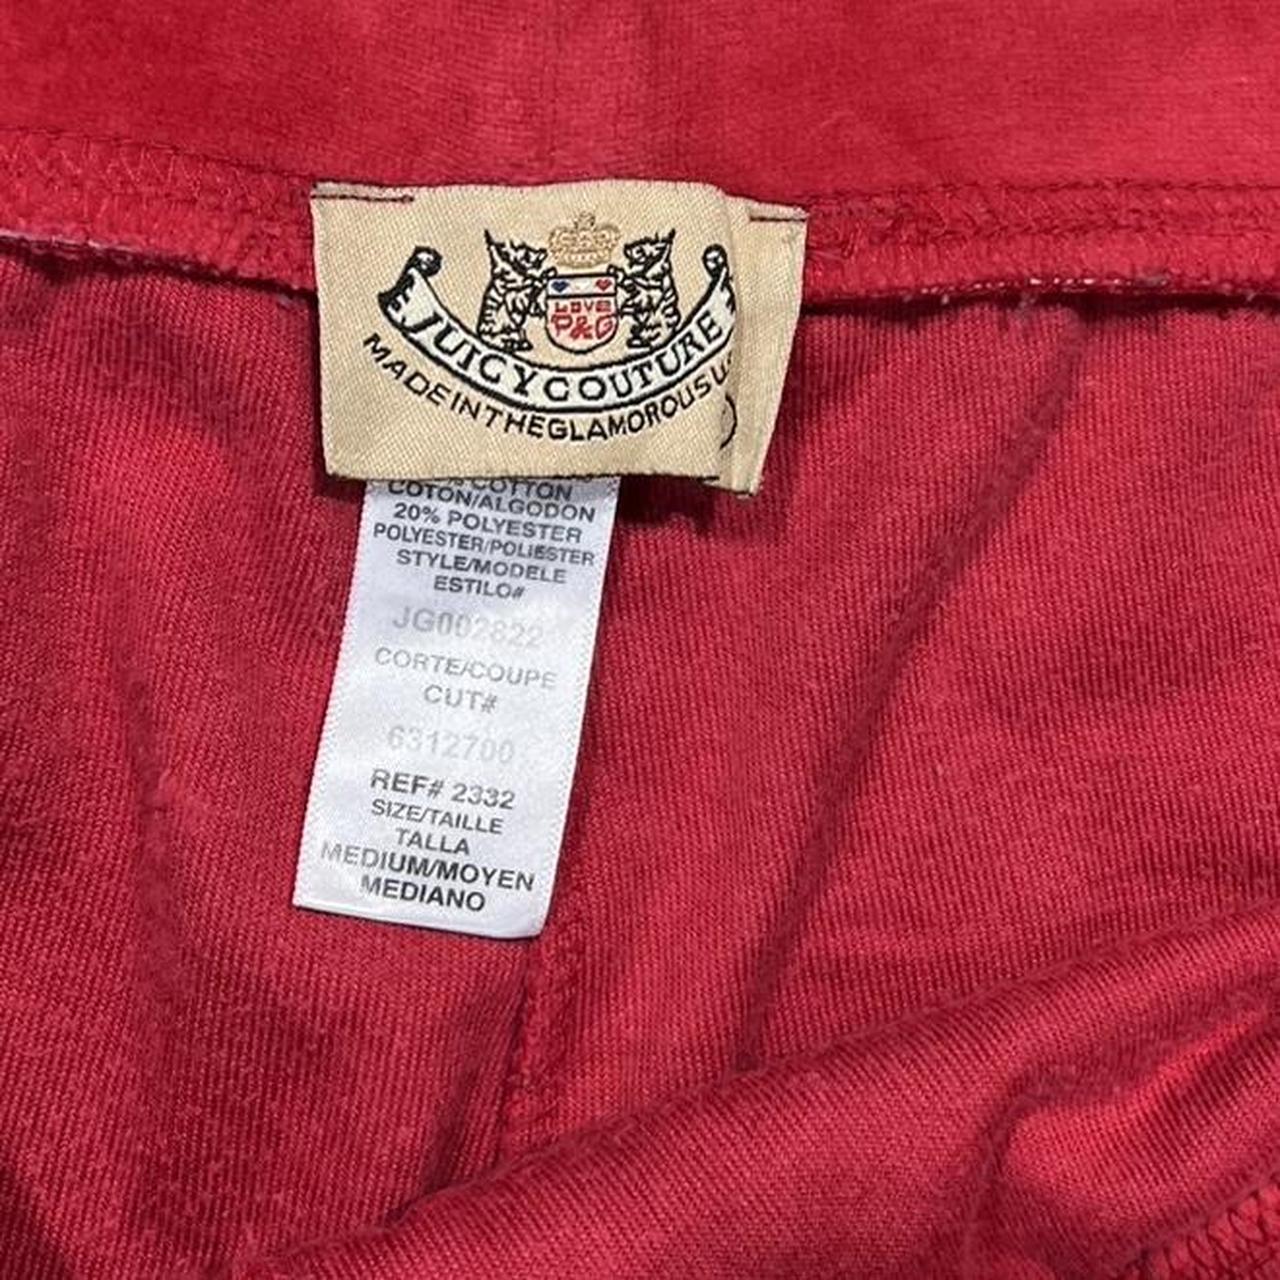 LOVE
P&G
JUICY COUTURE
MADE IN THE GLAMOROUS
COTTON
COTON/ALGODON
20% POLYESTER
POLYESTER/POLIESTER
STYLE/MODELE
ESTILO#
JG002822
CORTE/COUPE
CUT#
6312700
REF# 2332
SIZE/TAILLE
TALLA
MEDIUM/MOYEN
MEDIANO